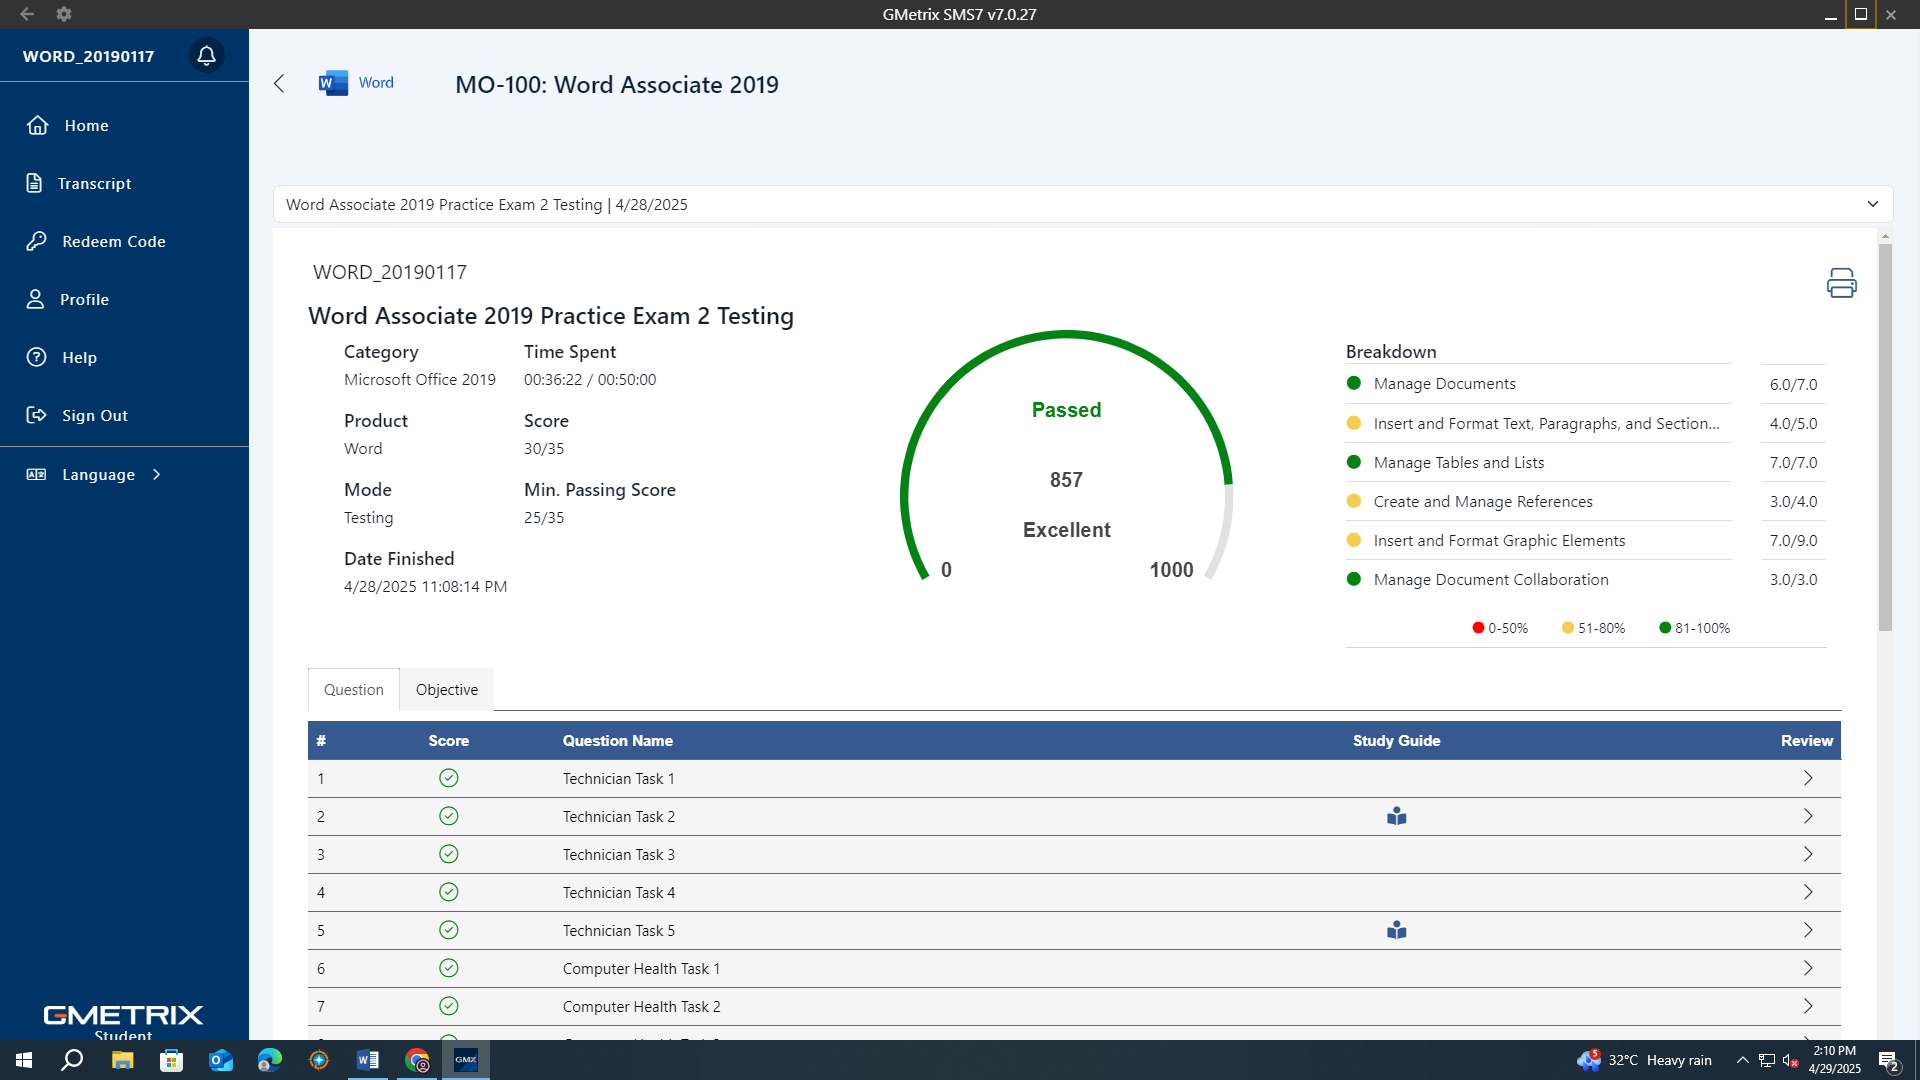 GMetrix SMS7 v7.0.27
WORD_20190117
Home
Transcript
Redeem Code
Profile
Help
Sign Out
Language
GMETRIX
Student
Word
MO-100: Word Associate 2019
Word Associate 2019 Practice Exam 2 Testing | 4/28/2025
WORD_20190117
Word Associate 2019 Practice Exam 2 Testing
Category
Microsoft Office 2019
Time Spent
00:36:22 / 00:50:00
Product
Word
Score
30/35
Mode
Testing
Min. Passing Score
25/35
Date Finished
4/28/2025 11:08:14 PM
Passed
857
Excellent
0
1000
Breakdown
Manage Documents 6.0/7.0
Insert and Format Text, Paragraphs, and Section... 4.0/5.0
Manage Tables and Lists 7.0/7.0
Create and Manage References 3.0/4.0
Insert and Format Graphic Elements 7.0/9.0
Manage Document Collaboration 3.0/3.0
0-50% 51-80% 81-100%
Question Objective
# Score Question Name Study Guide Review
1 Technician Task 1
2 Technician Task 2
3 Technician Task 3
4 Technician Task 4
5 Technician Task 5
6 Computer Health Task 1
7 Computer Health Task 2
GMX
5
32°C Heavy rain
2:10 PM
4/29/2025
2